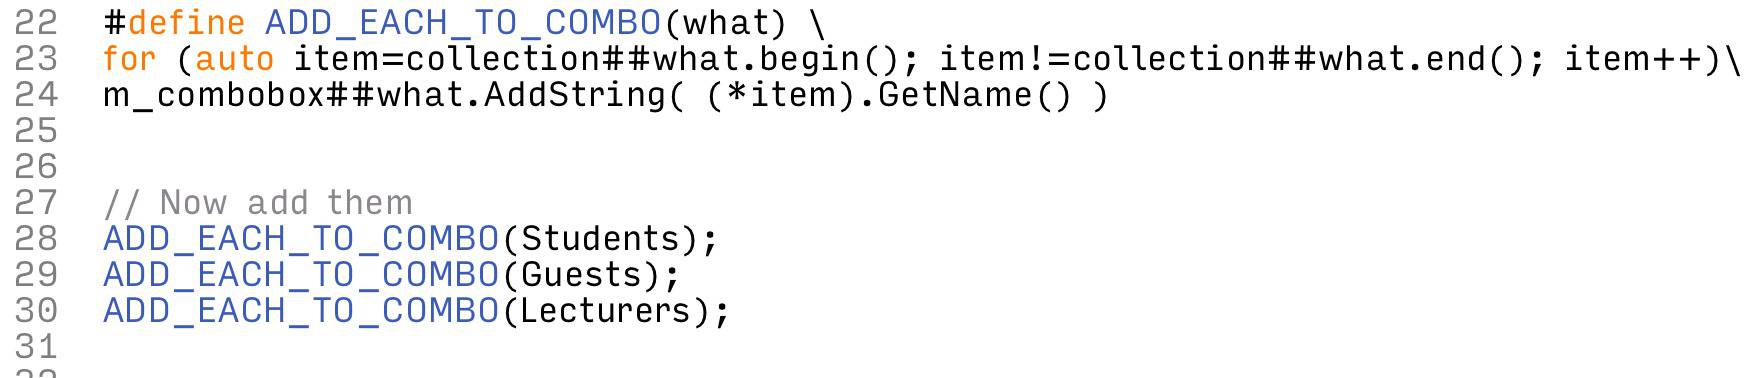 22 #define ADD_EACH_TO_COMBO(what) \
23 for (auto item=collection##what.begin(); item!=collection##what.end(); item++)\
24 m_combobox##what.AddString( (*item).GetName() )
25
26
27 // Now add them
28 ADD_EACH_TO_COMBO(Students);
29 ADD_EACH_TO_COMBO(Guests);
30 ADD_EACH_TO_COMBO(Lecturers);
31